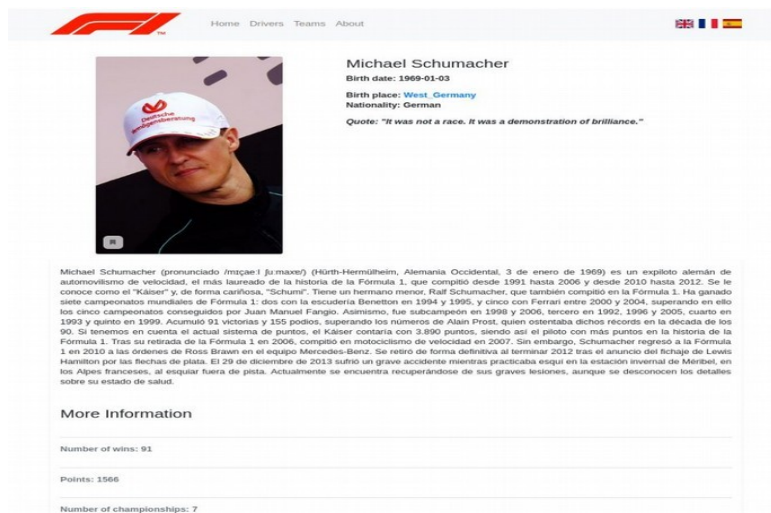 Home Drivers Teams About
Michael Schumacher
Birth date: 1969-01-03
Birth place: West_Germany
Nationality: German
Quote: "It was not a race. It was a demonstration of brilliance."
Deutsche
Vermögensberatung
Michael Schumacher (pronunciado /mɪçaeːl ʃuːmaxɐ/) (Hürth-Hermülheim, Alemania Occidental, 3 de enero de 1969) es un expiloto alemán de
automovilismo de velocidad, el más laureado de la historia de la Fórmula 1, que compitió desde 1991 hasta 2006 y desde 2010 hasta 2012. Se le
conoce como el "Káiser" y, de forma cariñosa, "Schumi". Tiene un hermano menor, Ralf Schumacher, que también compitió en la Fórmula 1. Ha ganado
siete campeonatos mundiales de Fórmula 1: dos con la escudería Benetton en 1994 y 1995, y cinco con Ferrari entre 2000 y 2004, superando en ello
los cinco campeonatos conseguidos por Juan Manuel Fangio. Asimismo, fue subcampeón en 1998 y 2006, tercero en 1992, 1996 y 2005, cuarto en
1993 y quinto en 1999. Acumuló 91 victorias y 155 podios, superando los números de Alain Prost, quien ostentaba dichos récords en la década de los
90. Si tenemos en cuenta el actual sistema de puntos, el Káiser contaría con 3.890 puntos, siendo así el piloto con más puntos en la historia de la
Fórmula 1. Tras su retirada de la Fórmula 1 en 2006, compitió en motociclismo de velocidad en 2007. Sin embargo, Schumacher regresó a la Fórmula
1 en 2010 a las órdenes de Ross Brawn en el equipo Mercedes-Benz. Se retiró de forma definitiva al terminar 2012 tras el anuncio del fichaje de Lewis
Hamilton por las flechas de plata. El 29 de diciembre de 2013 sufrió un grave accidente mientras practicaba esquí en la estación invernal de Méribel, en
los Alpes franceses, al esquiar fuera de pista. Actualmente se encuentra recuperándose de sus graves lesiones, aunque se desconocen los detalles
sobre su estado de salud.
More Information
Number of wins: 91
Points: 1566
Number of championships: 7